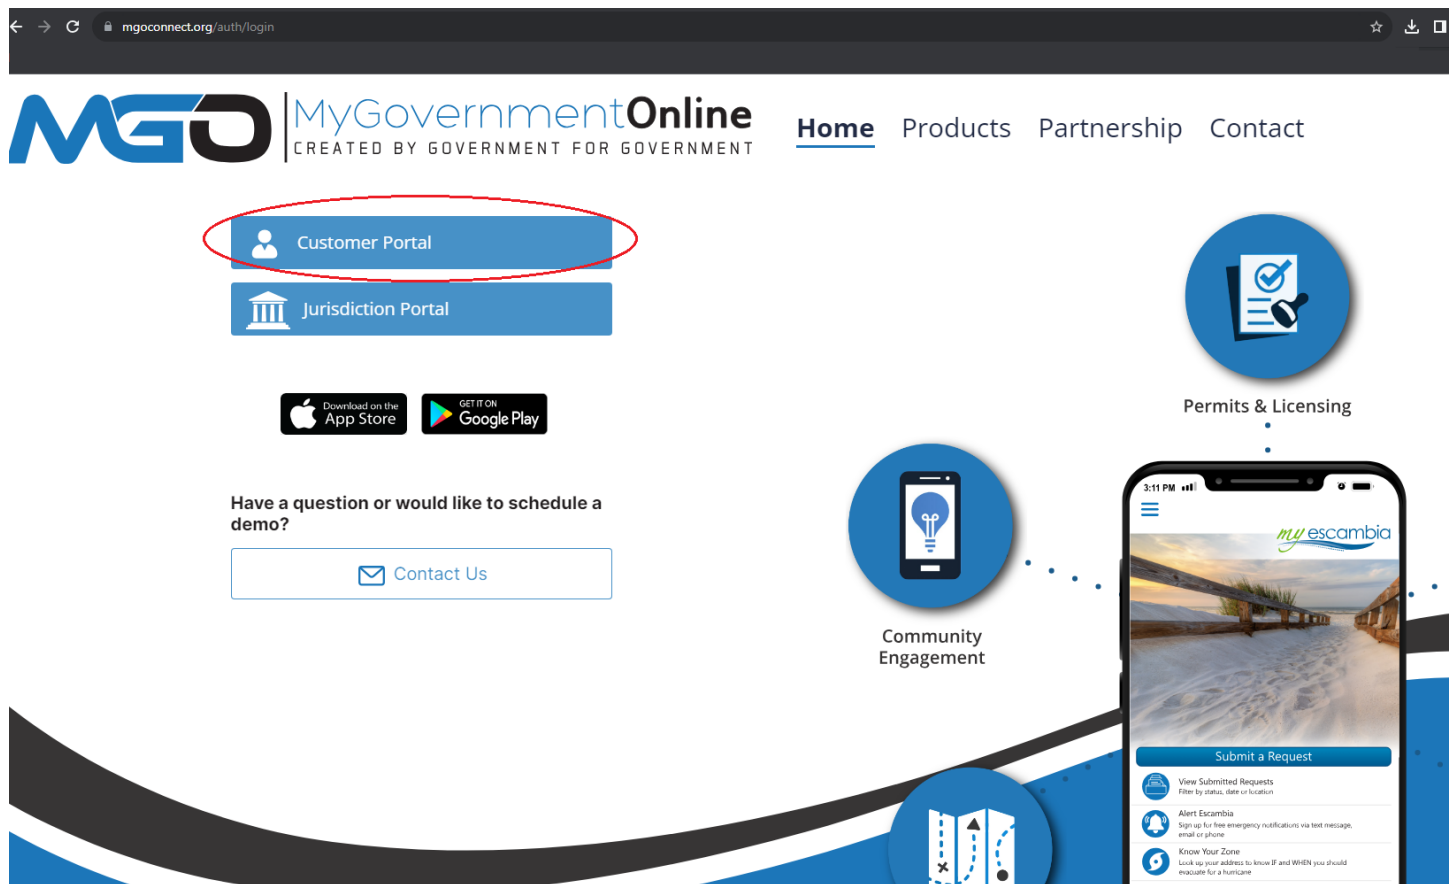 mgoconnect.org/auth/login
MGO
MyGovernmentOnline
CREATED BY GOVERNMENT FOR GOVERNMENT
Home Products Partnership Contact
Customer Portal
Jurisdiction Portal
Download on the
App Store
GET IT ON
Google Play
Have a question or would like to schedule a
demo?
Contact Us
Permits & Licensing
Community
Engagement
3:11 PM
my escambia
Submit a Request
View Submitted Requests
Filter by status, date or location
Alert Escambia
Sign up for free emergency notifications via text message,
email or phone
Know Your Zone
Look up your address to know IF and WHEN you should
evacuate for a hurricane